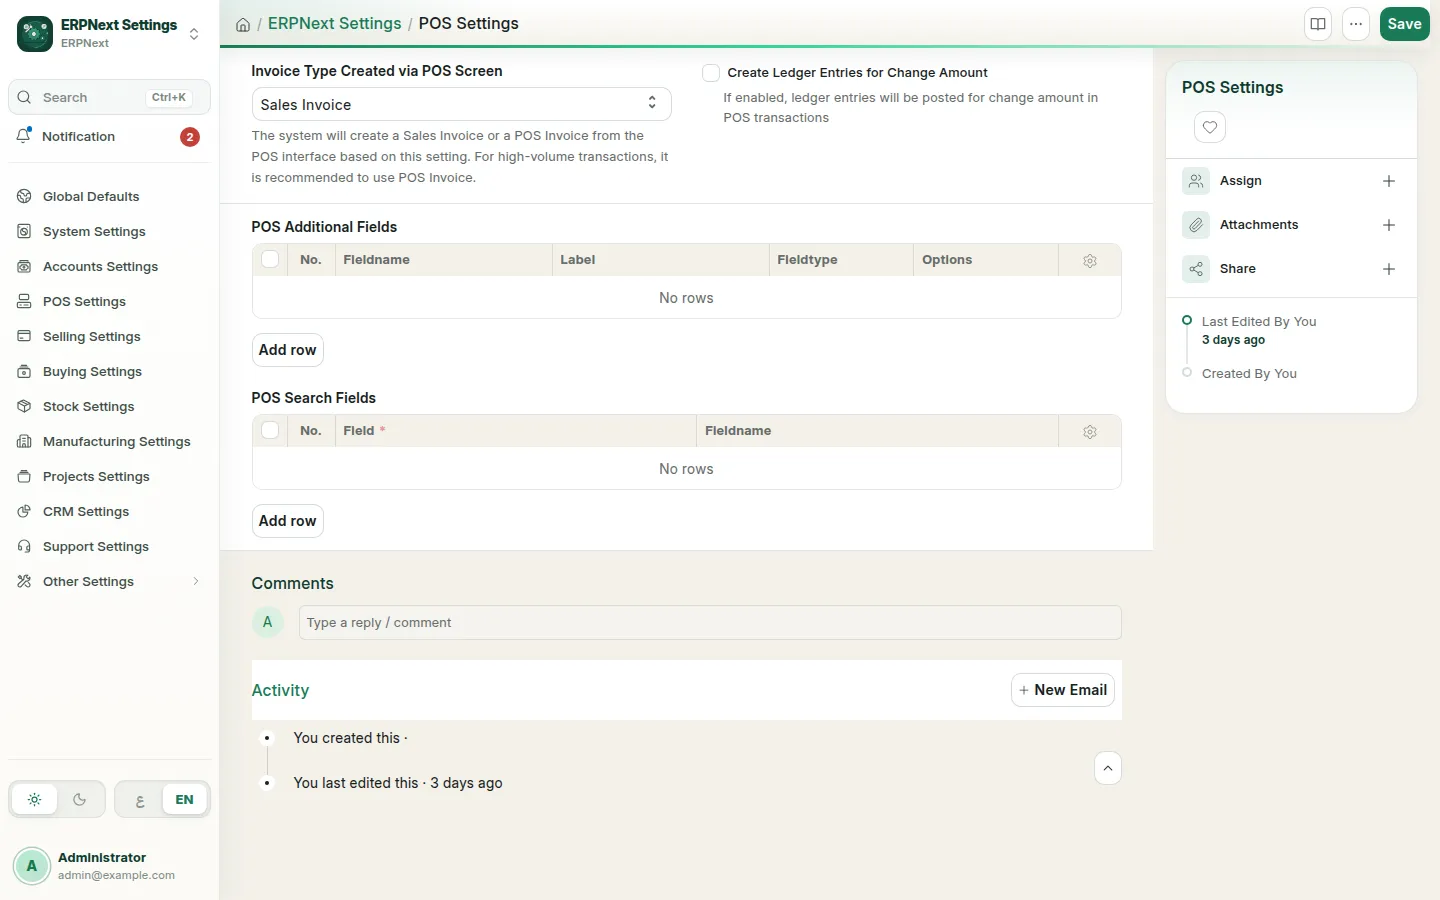 ERPNext Settings
ERPNext
Search
Ctrl+K
Notification
2
Global Defaults
System Settings
Accounts Settings
POS Settings
Selling Settings
Buying Settings
Stock Settings
Manufacturing Settings
Projects Settings
CRM Settings
Support Settings
Other Settings
ع
EN
A
Administrator
admin@example.com
/ ERPNext Settings / POS Settings
Save
Invoice Type Created via POS Screen
Sales Invoice
The system will create a Sales Invoice or a POS Invoice from the
POS interface based on this setting. For high-volume transactions, it
is recommended to use POS Invoice.
Create Ledger Entries for Change Amount
If enabled, ledger entries will be posted for change amount in
POS transactions
POS Additional Fields
No. Fieldname Label Fieldtype Options
No rows
Add row
POS Search Fields
No. Field * Fieldname
No rows
Add row
Comments
A
Type a reply / comment
Activity
+ New Email
You created this ·
You last edited this · 3 days ago
POS Settings
Assign
Attachments
Share
Last Edited By You
3 days ago
Created By You